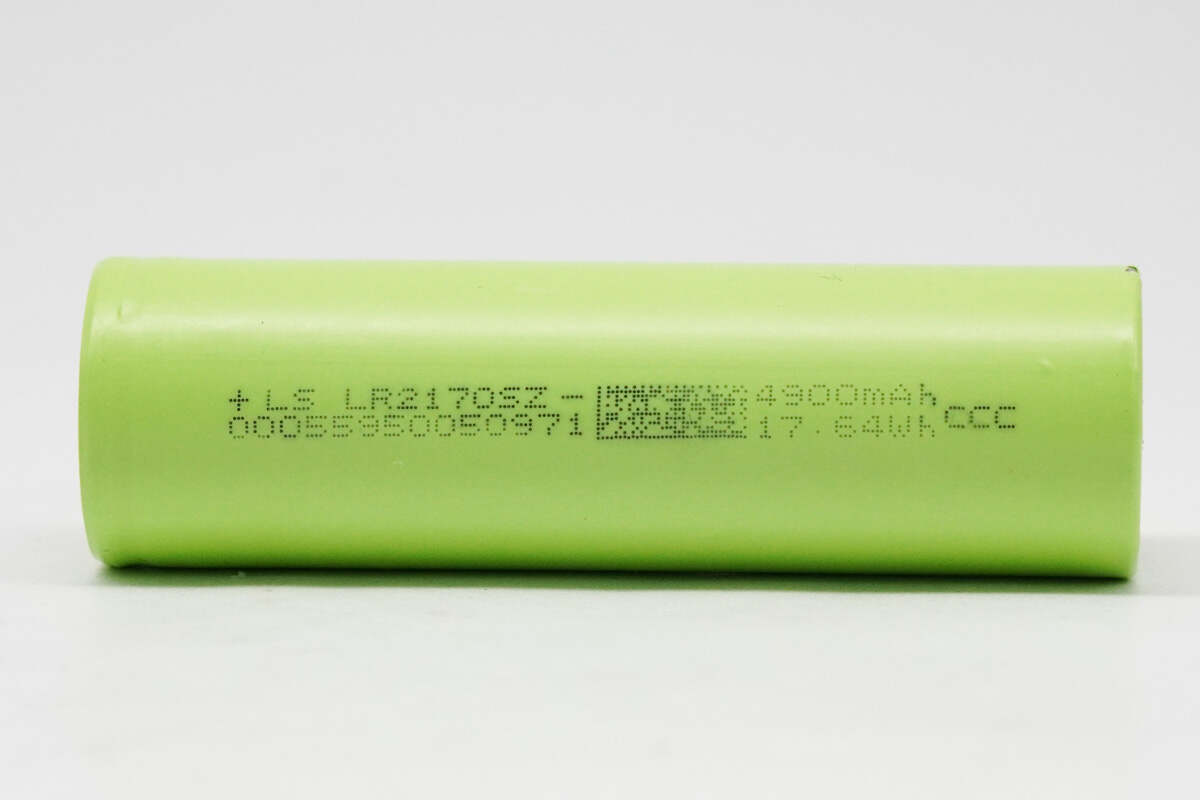 + LS LR2170SZ - 4900mAh
00055950050971 17.64Wh CCC